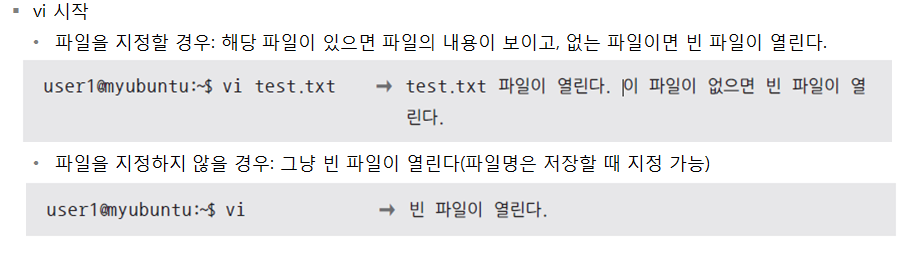 ▪ vi 시작
• 파일을 지정할 경우: 해당 파일이 있으면 파일의 내용이 보이고, 없는 파일이면 빈 파일이 열린다.
user1@myubuntu:~$ vi test.txt → test.txt 파일이 열린다. 이 파일이 없으면 빈 파일이 열
린다.
• 파일을 지정하지 않을 경우: 그냥 빈 파일이 열린다(파일명은 저장할 때 지정 가능)
user1@myubuntu:~$ vi → 빈 파일이 열린다.